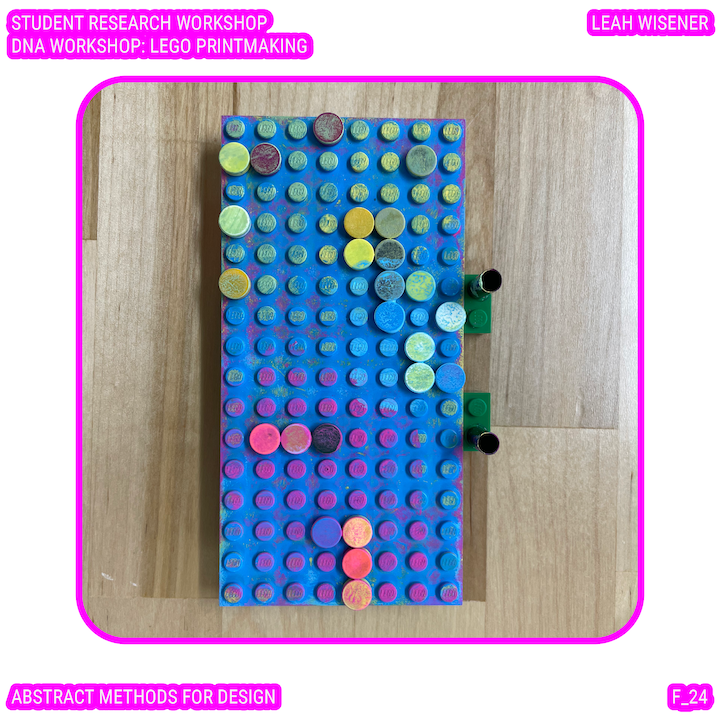 STUDENT RESEARCH WORKSHOP
DNA WORKSHOP: LEGO PRINTMAKING
LEAH WISENER
ABSTRACT METHODS FOR DESIGN
F_24